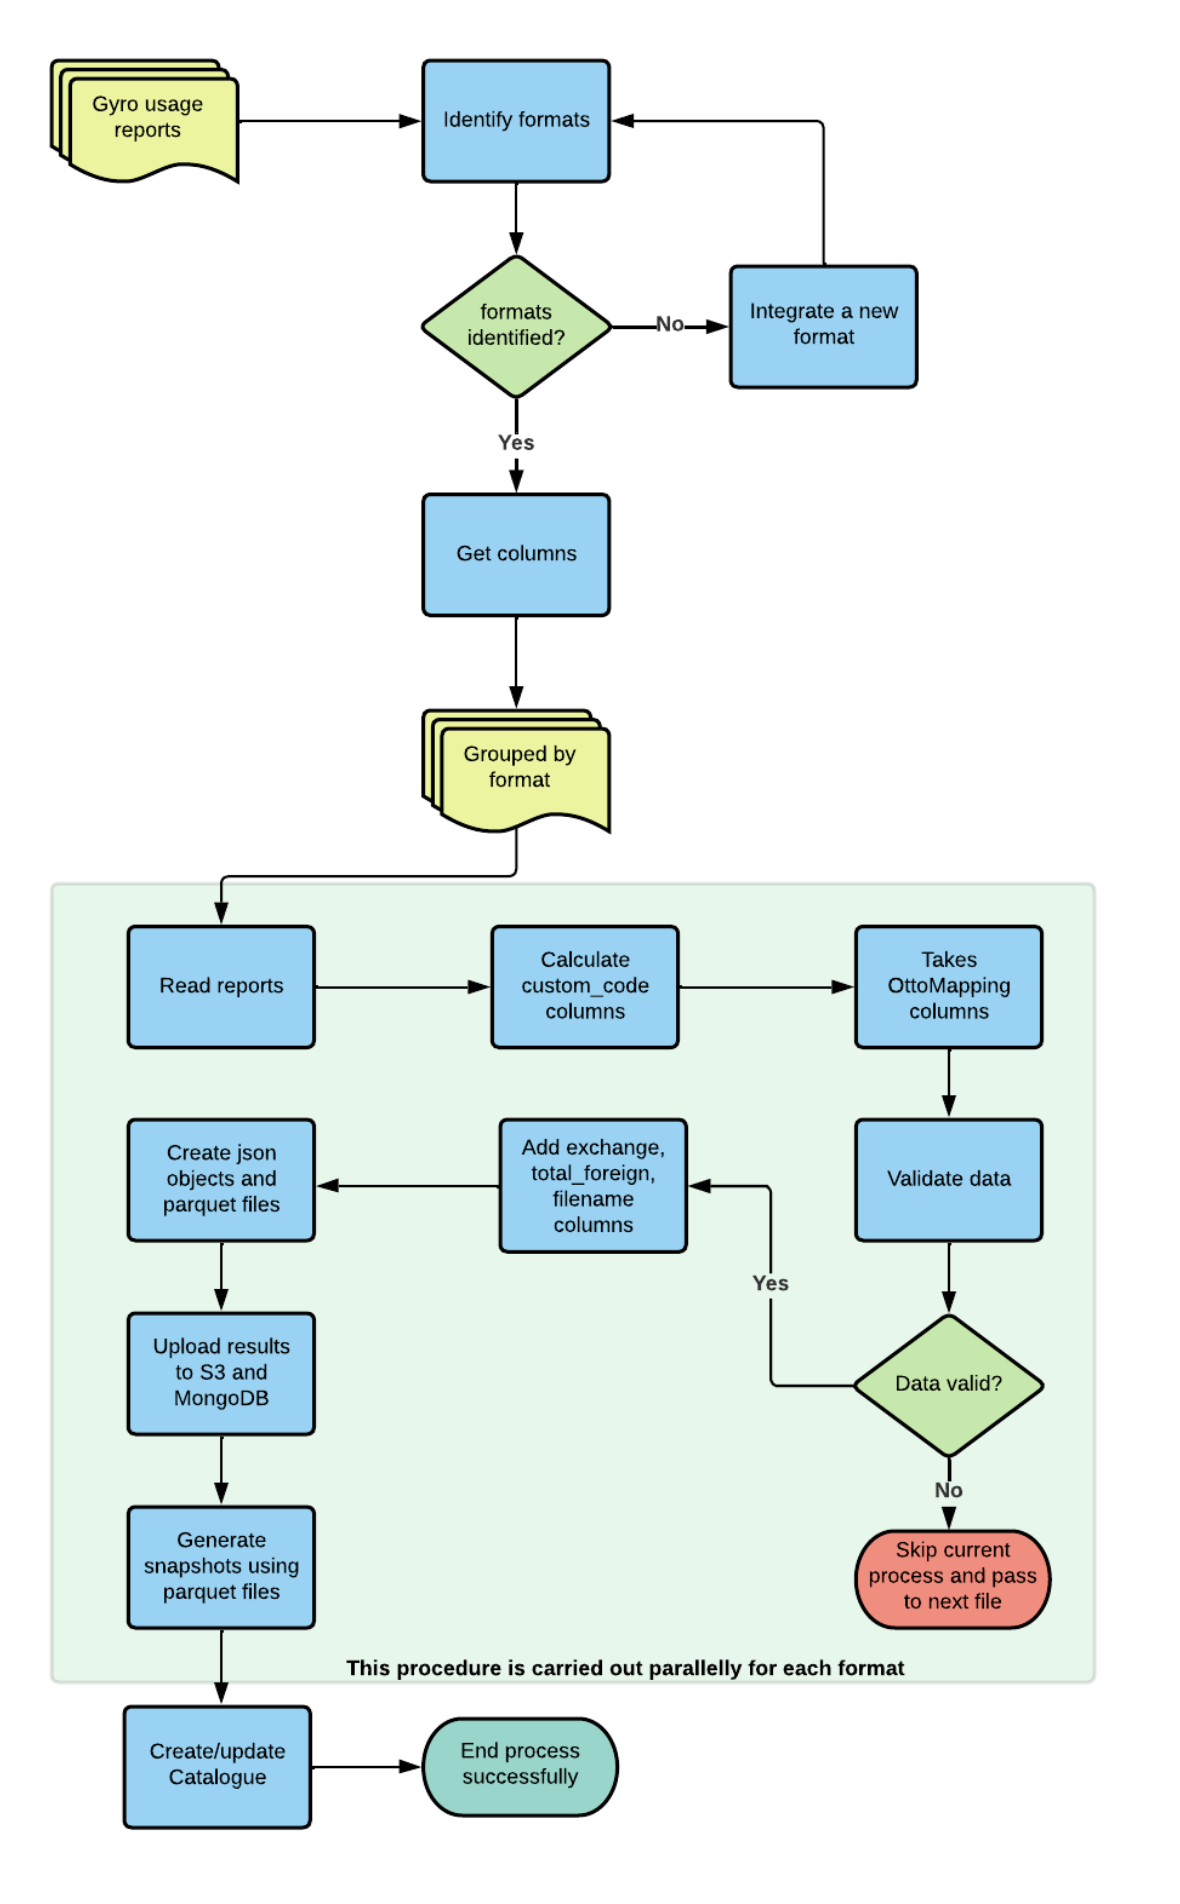 Gyro usage
reports
Identify formats
formats
identified?
No
Integrate a new
format
Yes
Get columns
Grouped by
format
Read reports
Calculate
custom_code
columns
Takes
OttoMapping
columns
Create json
objects and
parquet files
Add exchange,
total_foreign,
filename
columns
Validate data
Yes
Upload results
to S3 and
MongoDB
Data valid?
No
Generate
snapshots using
parquet files
Skip current
process and pass
to next file
This procedure is carried out parallelly for each format
Create/update
Catalogue
End process
successfully